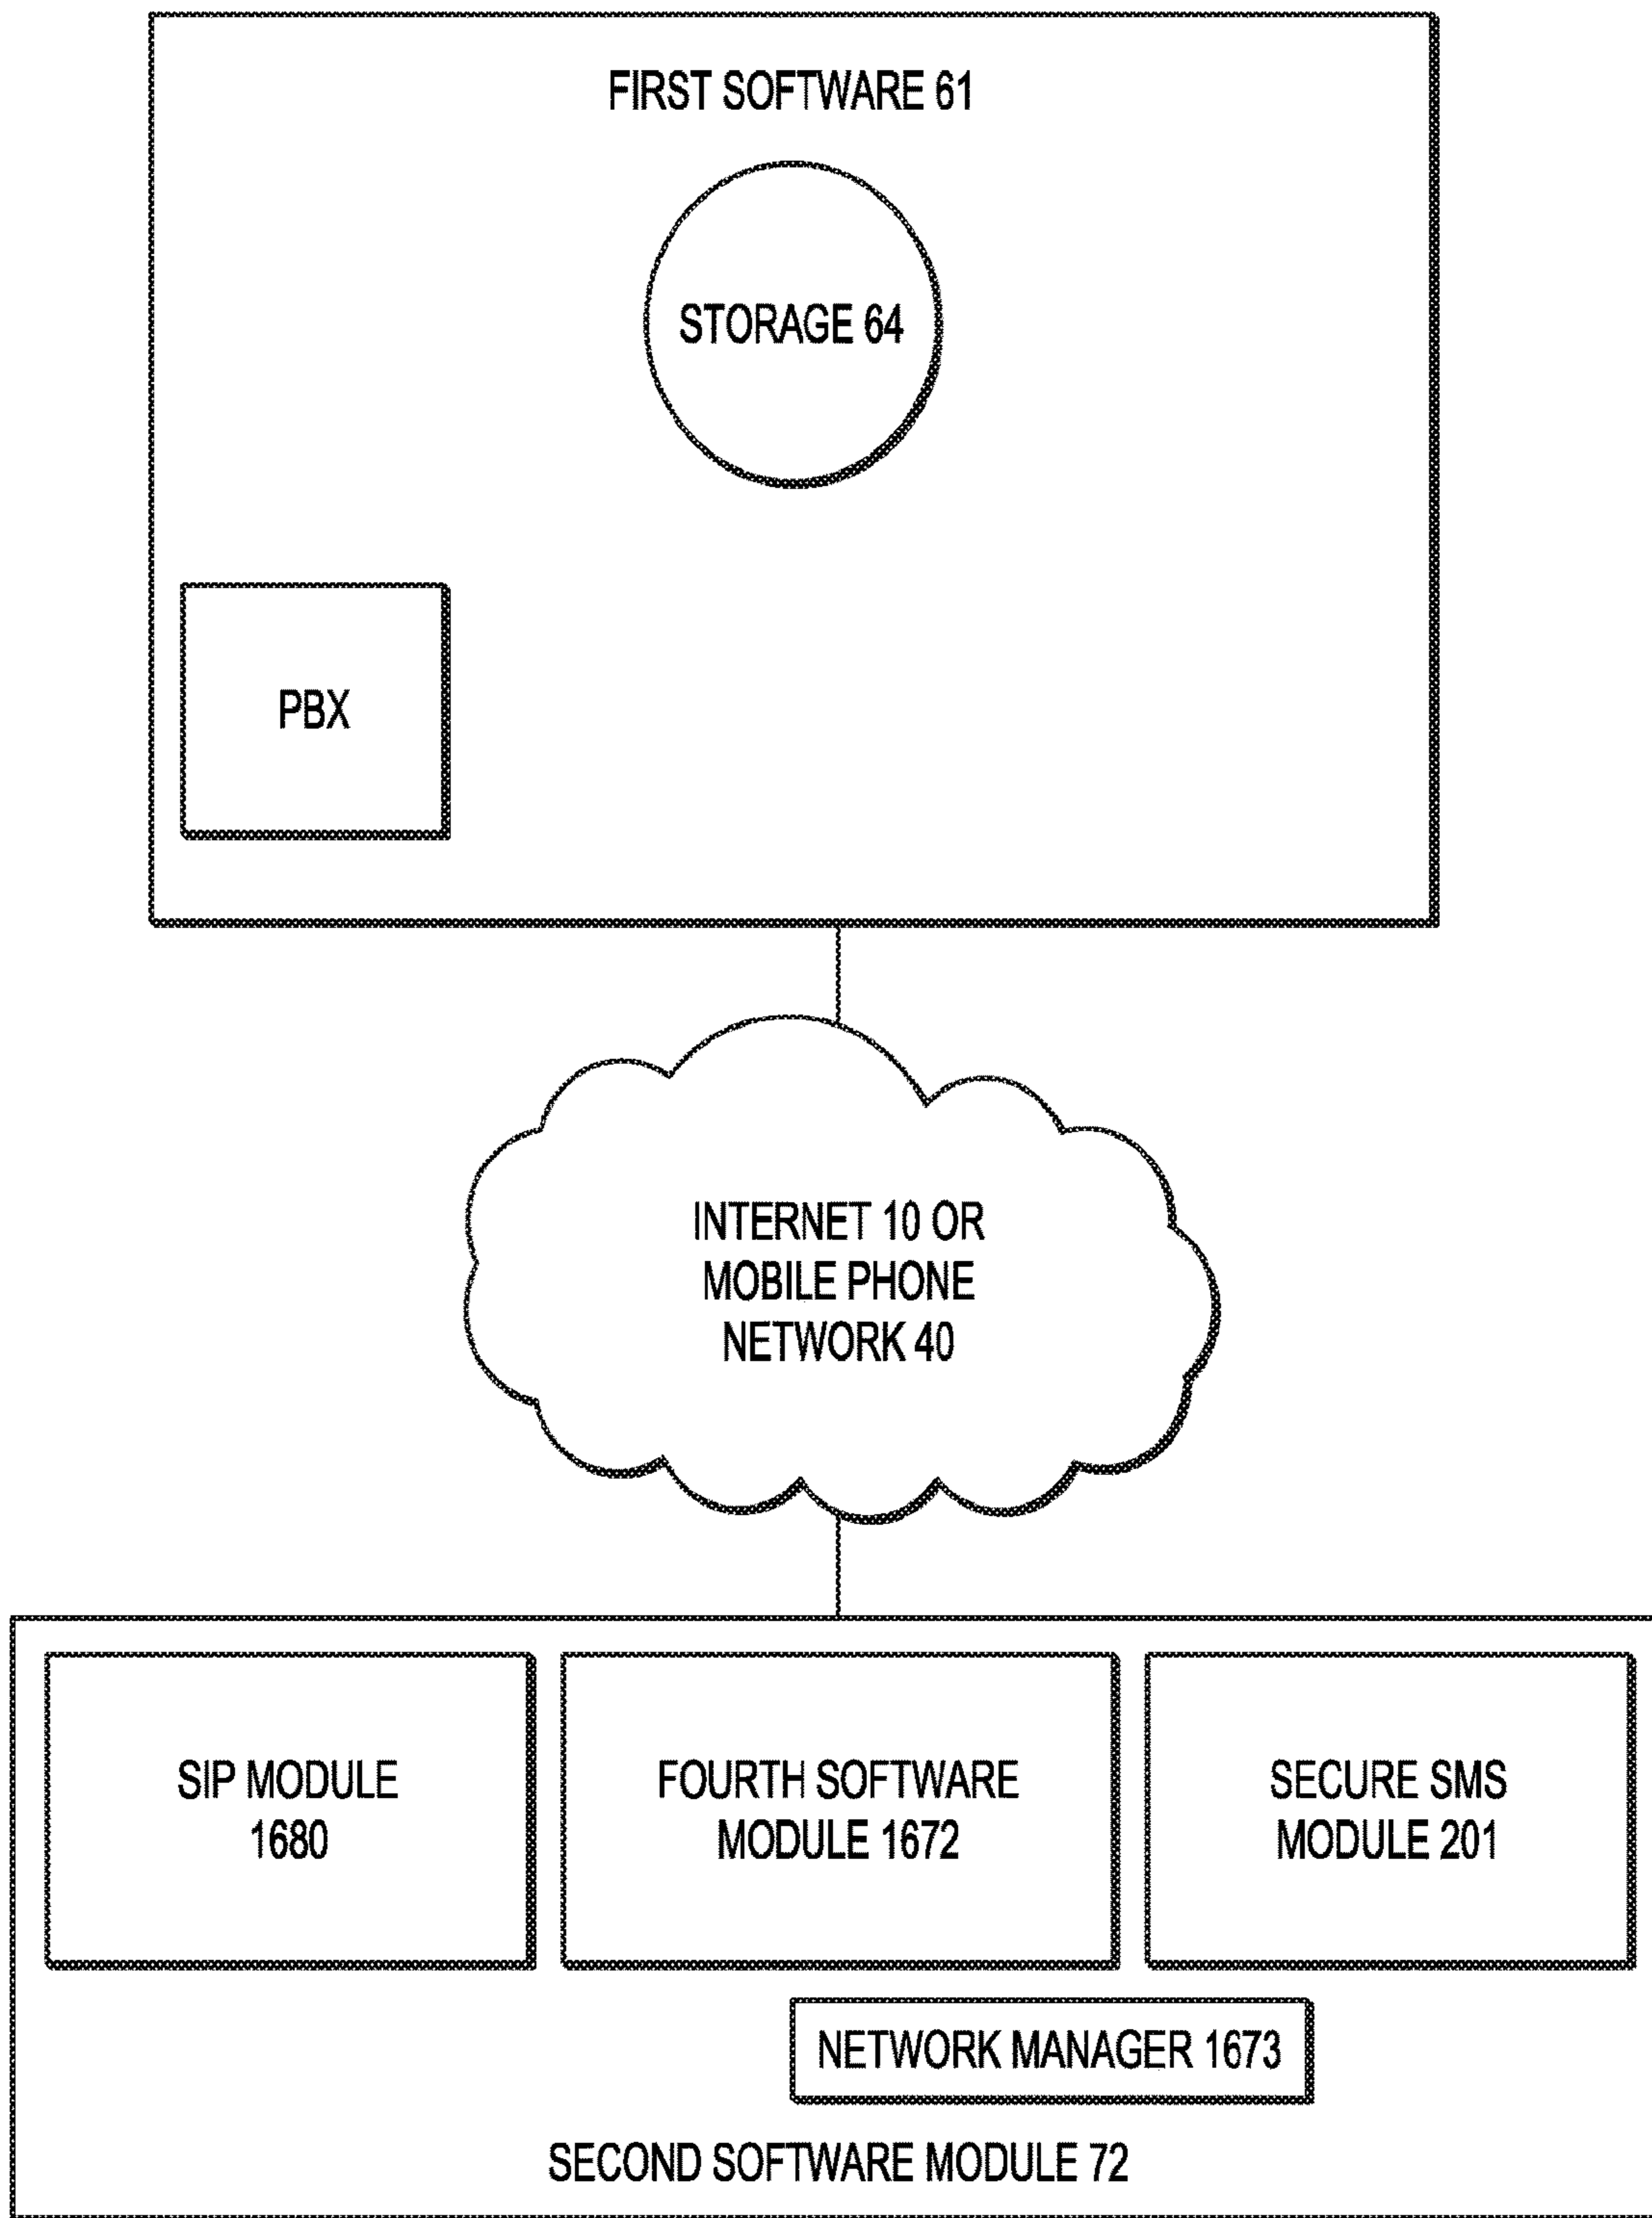 FIRST SOFTWARE 61
STORAGE 64
PBX
INTERNET 10 OR
MOBILE PHONE
NETWORK 40
SIP MODULE
1680
FOURTH SOFTWARE
MODULE 1672
SECURE SMS
MODULE 201
NETWORK MANAGER 1673
SECOND SOFTWARE MODULE 72